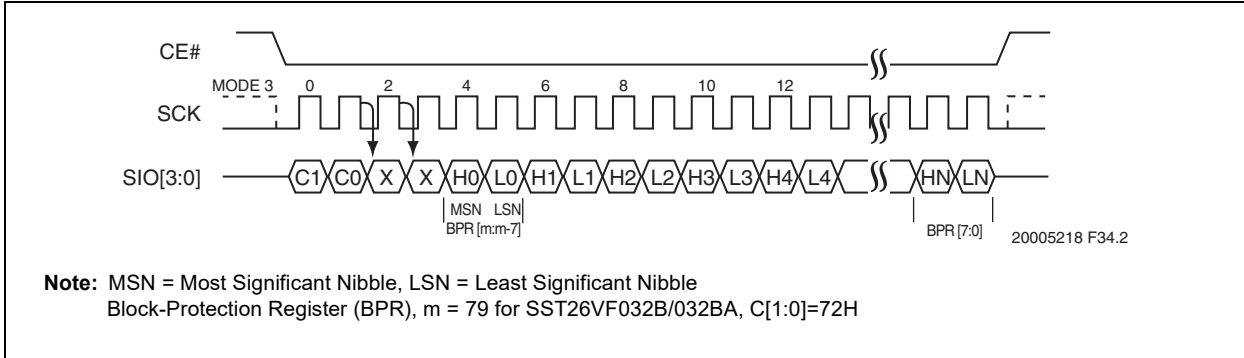 CE#
MODE 3 0 2 4 6 8 10 12
SCK
SIO[3:0] C1 C0 X X H0 L0 H1 L1 H2 L2 H3 L3 H4 L4 HN LN
MSN LSN
BPR [m:m-7]
BPR [7:0]
20005218 F34.2
Note: MSN = Most Significant Nibble, LSN = Least Significant Nibble
Block-Protection Register (BPR), m = 79 for SST26VF032B/032BA, C[1:0]=72H